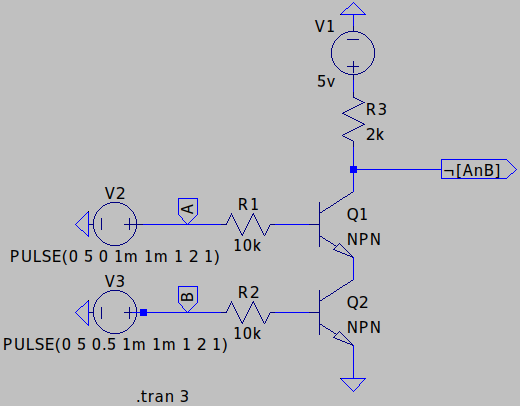 V1
5v
R3
2k
¬[AnB]
V2
A
R1
10k
Q1
NPN
PULSE(0 5 0 1m 1m 1 2 1)
V3
B
R2
10k
Q2
NPN
PULSE(0 5 0.5 1m 1m 1 2 1)
.tran 3